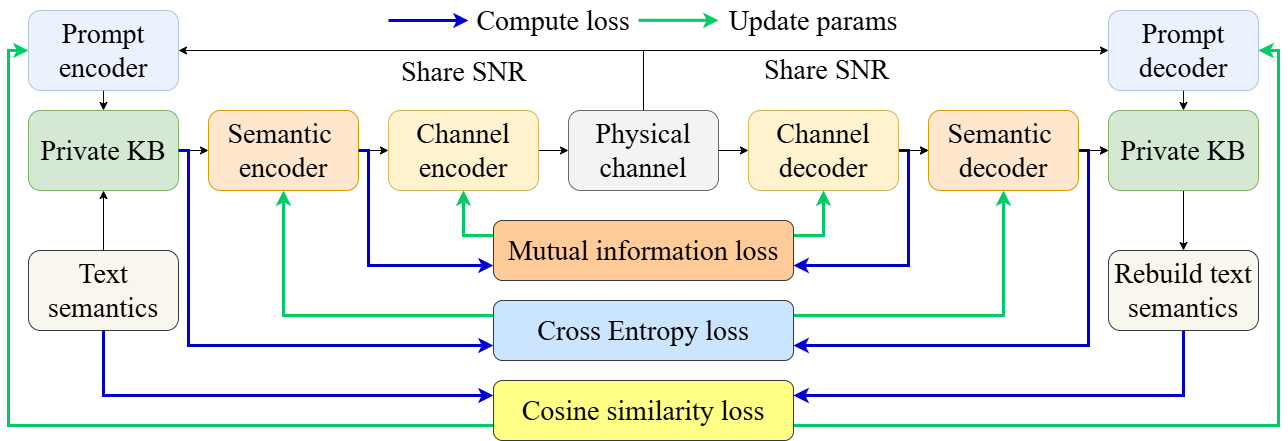 Compute loss
Update params
Prompt
encoder
Share SNR
Share SNR
Prompt
decoder
Private KB
Semantic
encoder
Channel
encoder
Physical
channel
Channel
decoder
Semantic
decoder
Private KB
Mutual information loss
Text
semantics
Rebuild text
semantics
Cross Entropy loss
Cosine similarity loss